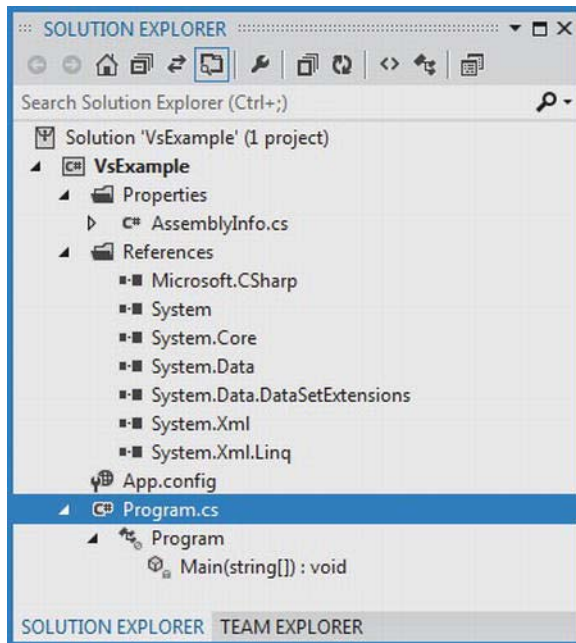 SOLUTION EXPLORER
Search Solution Explorer (Ctrl+;)
Solution 'VsExample' (1 project)
C# VsExample
Properties
C# AssemblyInfo.cs
References
Microsoft.CSharp
System
System.Core
System.Data
System.Data.DataSetExtensions
System.Xml
System.Xml.Linq
App.config
C# Program.cs
Program
Main(string[]) : void
SOLUTION EXPLORER TEAM EXPLORER